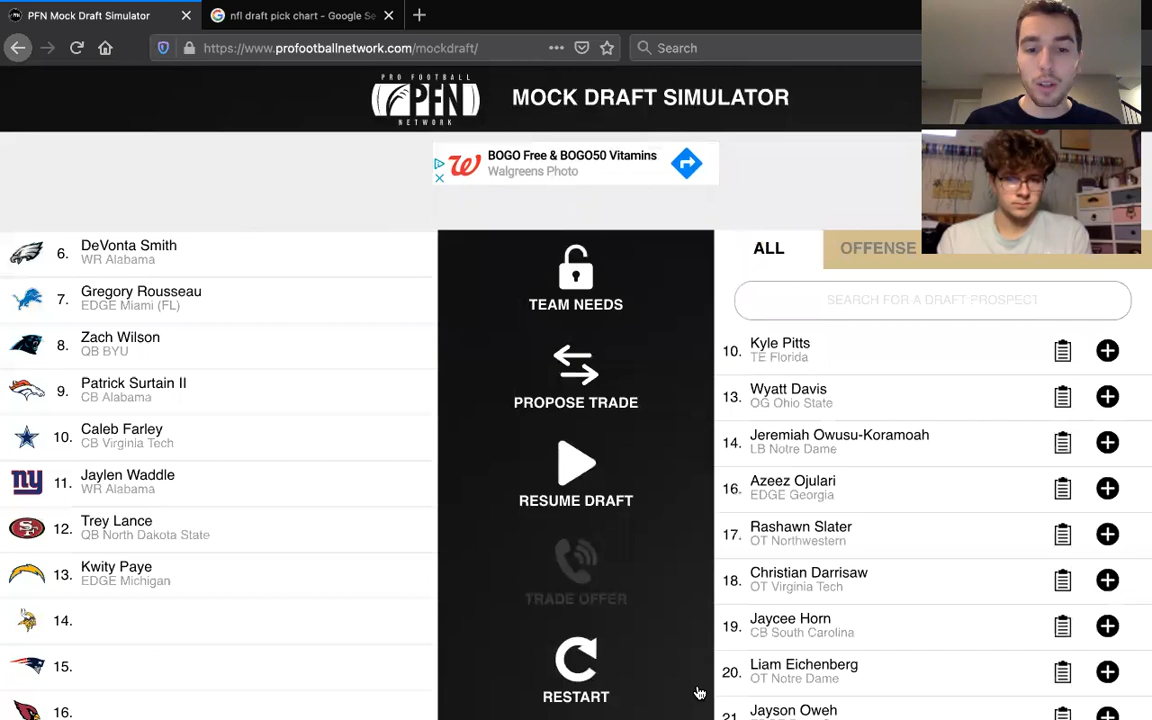 PFN Mock Draft Simulator
nfl draft pick chart - Google Se
https://www.profootballnetwork.com/mockdraft/
Search
PRO FOOTBALL
PFN
NETWORK
MOCK DRAFT SIMULATOR
BOGO Free & BOGO50 Vitamins
Walgreens Photo
6. DeVonta Smith
WR Alabama
7. Gregory Rousseau
EDGE Miami (FL)
8. Zach Wilson
QB BYU
9. Patrick Surtain II
CB Alabama
10. Caleb Farley
CB Virginia Tech
11. Jaylen Waddle
WR Alabama
12. Trey Lance
QB North Dakota State
13. Kwity Paye
EDGE Michigan
14.
15.
16.
TEAM NEEDS
PROPOSE TRADE
RESUME DRAFT
TRADE OFFER
RESTART
ALL
OFFENSE
SEARCH FOR A DRAFT PROSPECT
10. Kyle Pitts
TE Florida
13. Wyatt Davis
OG Ohio State
14. Jeremiah Owusu-Koramoah
LB Notre Dame
16. Azeez Ojulari
EDGE Georgia
17. Rashawn Slater
OT Northwestern
18. Christian Darrisaw
OT Virginia Tech
19. Jaycee Horn
CB South Carolina
20. Liam Eichenberg
OT Notre Dame
21. Jayson Oweh